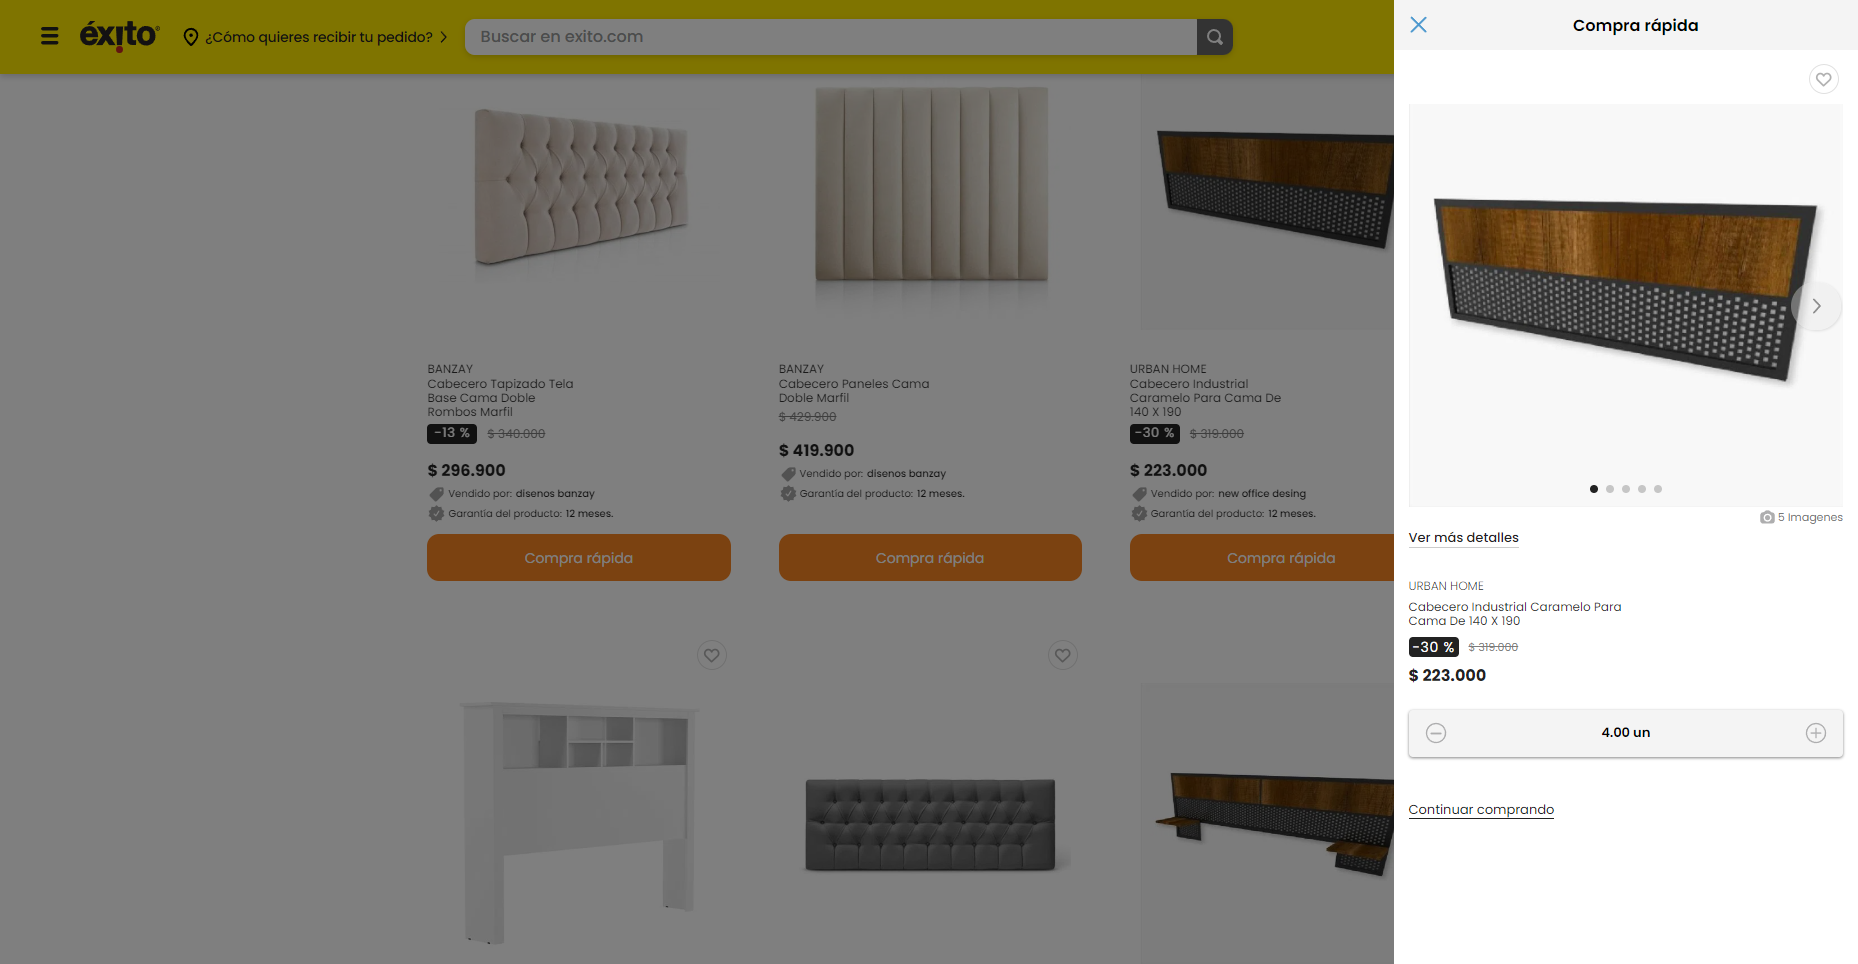 éxito
¿Cómo quieres recibir tu pedido?
Buscar en exito.com
BANZAY
Cabecero Tapizado Tela
Base Cama Doble
Rombos Marfil
-13 %
$ 340.000
$ 296.900
Vendido por: disenos banzay
Garantía del producto: 12 meses.
Compra rápida
BANZAY
Cabecero Paneles Cama
Doble Marfil
$ 429.900
$ 419.900
Vendido por: disenos banzay
Garantía del producto: 12 meses.
Compra rápida
URBAN HOME
Cabecero Industrial
Caramelo Para Cama De
140 X 190
-30 %
$ 319.000
$ 223.000
Vendido por: new office desing
Garantía del producto: 12 meses.
Compra rápida
Compra rápida
5 Imagenes
Ver más detalles
URBAN HOME
Cabecero Industrial Caramelo Para
Cama De 140 X 190
-30 %
$ 319.000
$ 223.000
4.00 un
Continuar comprando